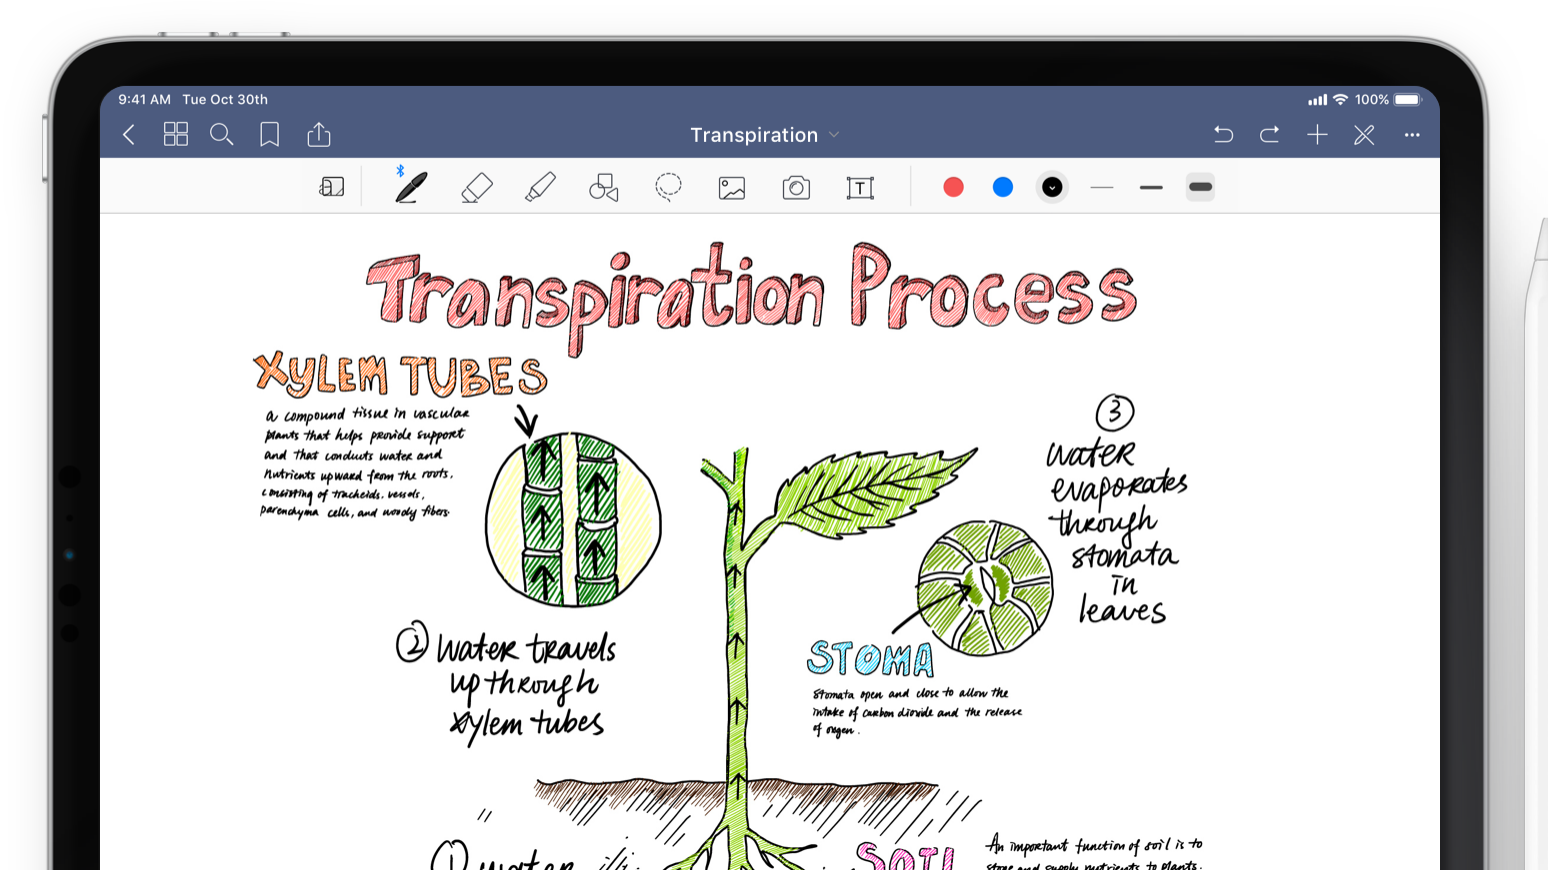 9:41 AM Tue Oct 30th
100%
Transpiration
T
Transpiration Process
XYLEM TUBES
a compound tissue in vascular
plants that helps provide support
and that conducts water and
nutrients upward from the roots,
consisting of tracheids, vessels,
parenchyma cells, and woody fibers.
3
water
evaporates
through
stomata
in
leaves
2 Water travels
up through
xylem tubes
STOMA
Stomata open and close to allow the
intake of carbon dioxide and the release
of oxgen.
1 water
SOIL
An important function of soil is to
store and supply nutrients to plants.